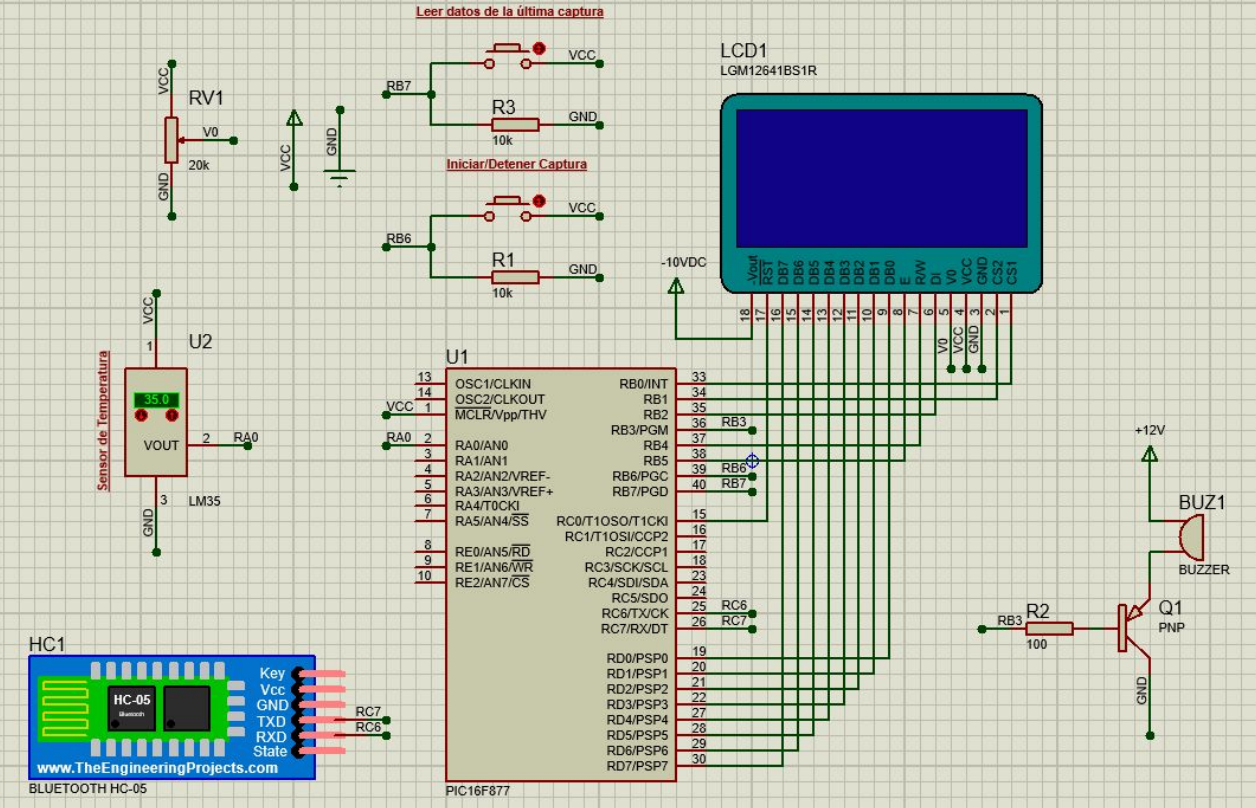 Leer datos de la última captura
VCC
RB7
R3
GND
10k
Iniciar/Detener Captura
VCC
RB6
R1
GND
10k
VCC
RV1
V0
20k
GND
VCC
GND
LCD1
LGM12641BS1R
-10VDC
-Vout
RST
DB7
DB6
DB5
DB4
DB3
DB2
DB1
DB0
E
R/W
DI
V0
VCC
GND
CS2
CS1
18
17
16
15
14
13
12
11
10
9
8
7
6
5
4
3
2
1
V0
VCC
GND
Sensor de Temperatura
VCC
1
U2
35.0
VOUT
2
RA0
3
LM35
GND
U1
13 OSC1/CLKIN
14 OSC2/CLKOUT
VCC 1 MCLR/Vpp/THV
RA0 2 RA0/AN0
3 RA1/AN1
4 RA2/AN2/VREF-
5 RA3/AN3/VREF+
6 RA4/T0CKI
7 RA5/AN4/SS
8 RE0/AN5/RD
9 RE1/AN6/WR
10 RE2/AN7/CS
RB0/INT 33
RB1 34
RB2 35
RB3/PGM 36 RB3
RB4 37
RB5 38
RB6/PGC 39 RB6
RB7/PGD 40 RB7
RC0/T1OSO/T1CKI 15
RC1/T1OSI/CCP2 16
RC2/CCP1 17
RC3/SCK/SCL 18
RC4/SDI/SDA 23
RC5/SDO 24
RC6/TX/CK 25 RC6
RC7/RX/DT 26 RC7
RD0/PSP0 19
RD1/PSP1 20
RD2/PSP2 21
RD3/PSP3 22
RD4/PSP4 27
RD5/PSP5 28
RD6/PSP6 29
RD7/PSP7 30
PIC16F877
+12V
BUZ1
BUZZER
RB3
R2
100
Q1
PNP
GND
HC1
HC-05
Bluetooth
Key
Vcc
GND
TXD
RXD
State
RC7
RC6
www.TheEngineeringProjects.com
BLUETOOTH HC-05